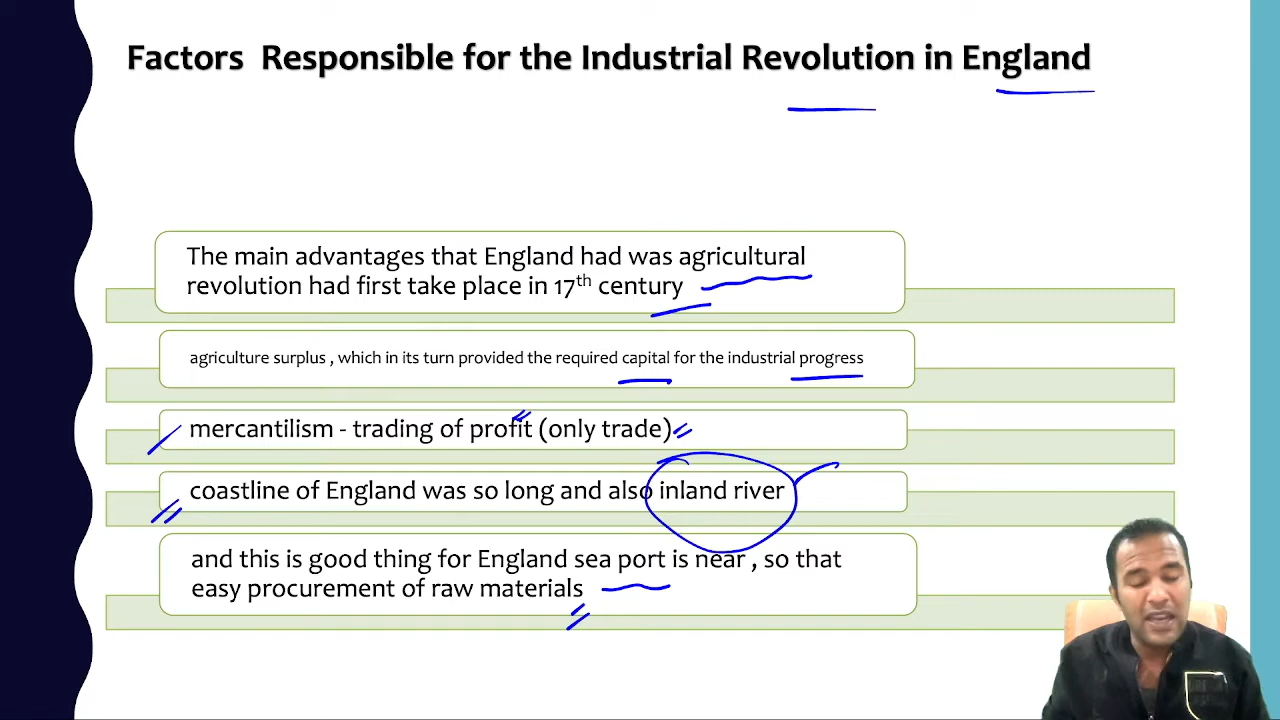 Factors Responsible for the Industrial Revolution in England
The main advantages that England had was agricultural
revolution had first take place in 17th century
agriculture surplus , which in its turn provided the required capital for the industrial progress
mercantilism - trading of profit (only trade)
coastline of England was so long and also inland river
and this is good thing for England sea port is near , so that
easy procurement of raw materials